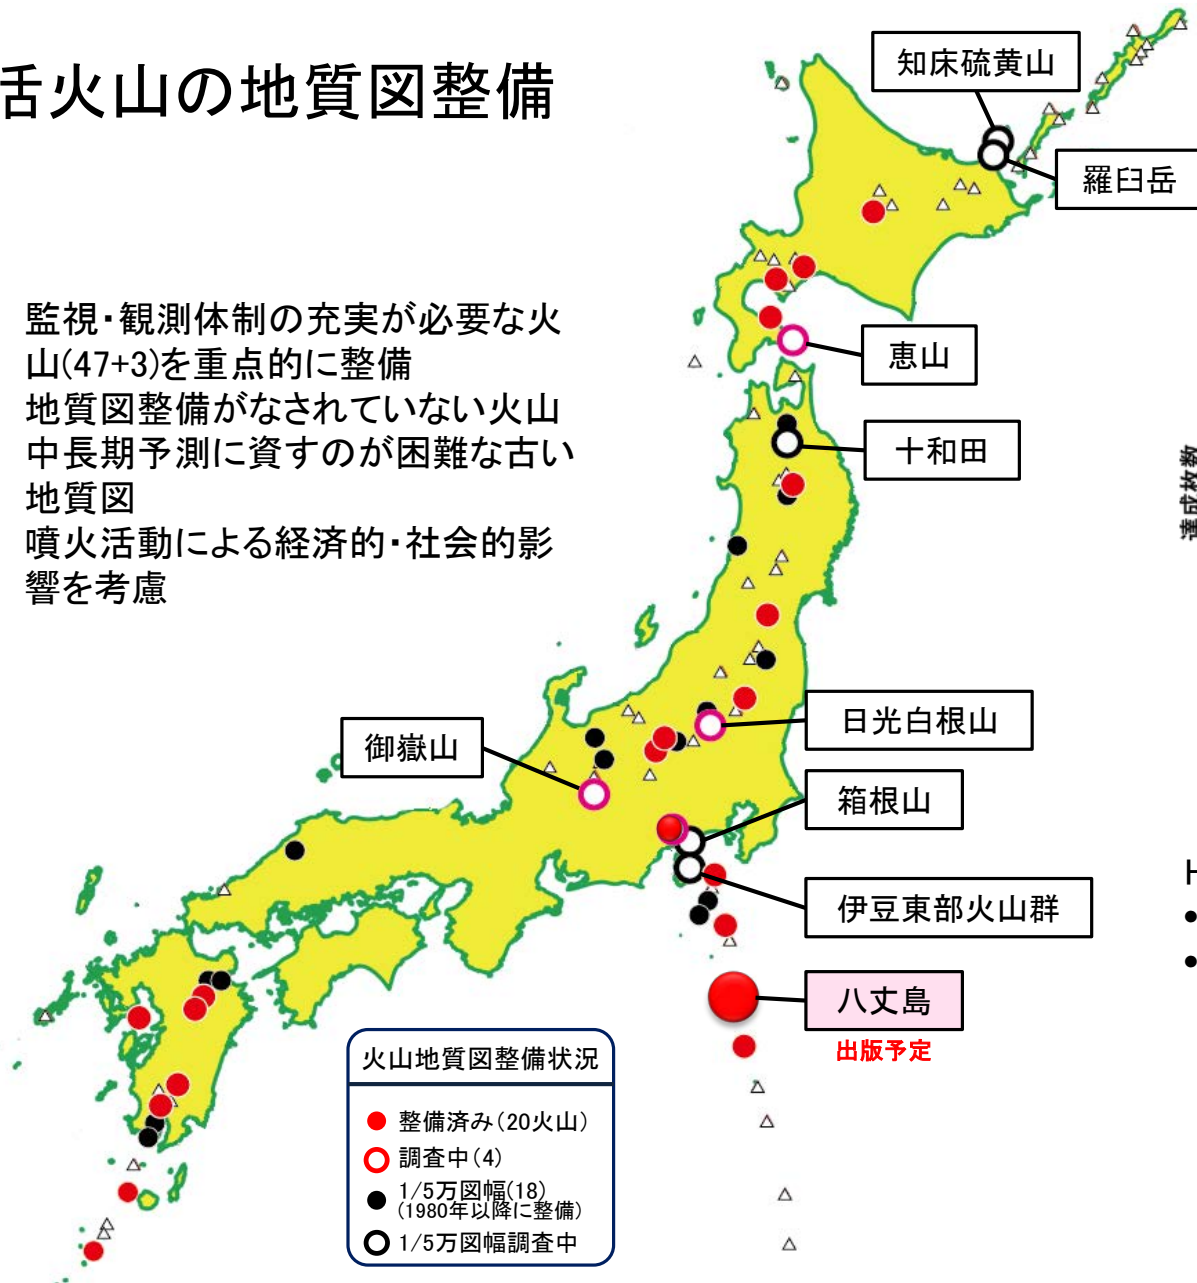 活火山の地質図整備
知床硫黄山
羅臼岳
監視・観測体制の充実が必要な火
山(47+3)を重点的に整備
地質図整備がなされていない火山
中長期予測に資すのが困難な古い
地質図
噴火活動による経済的・社会的影
響を考慮
恵山
十和田
達成枚数
日光白根山
御嶽山
箱根山
伊豆東部火山群
八丈島
出版予定
火山地質図整備状況
整備済み(20火山)
調査中(4)
1/5万図幅(18)
(1980年以降に整備)
1/5万図幅調査中
H
•
•